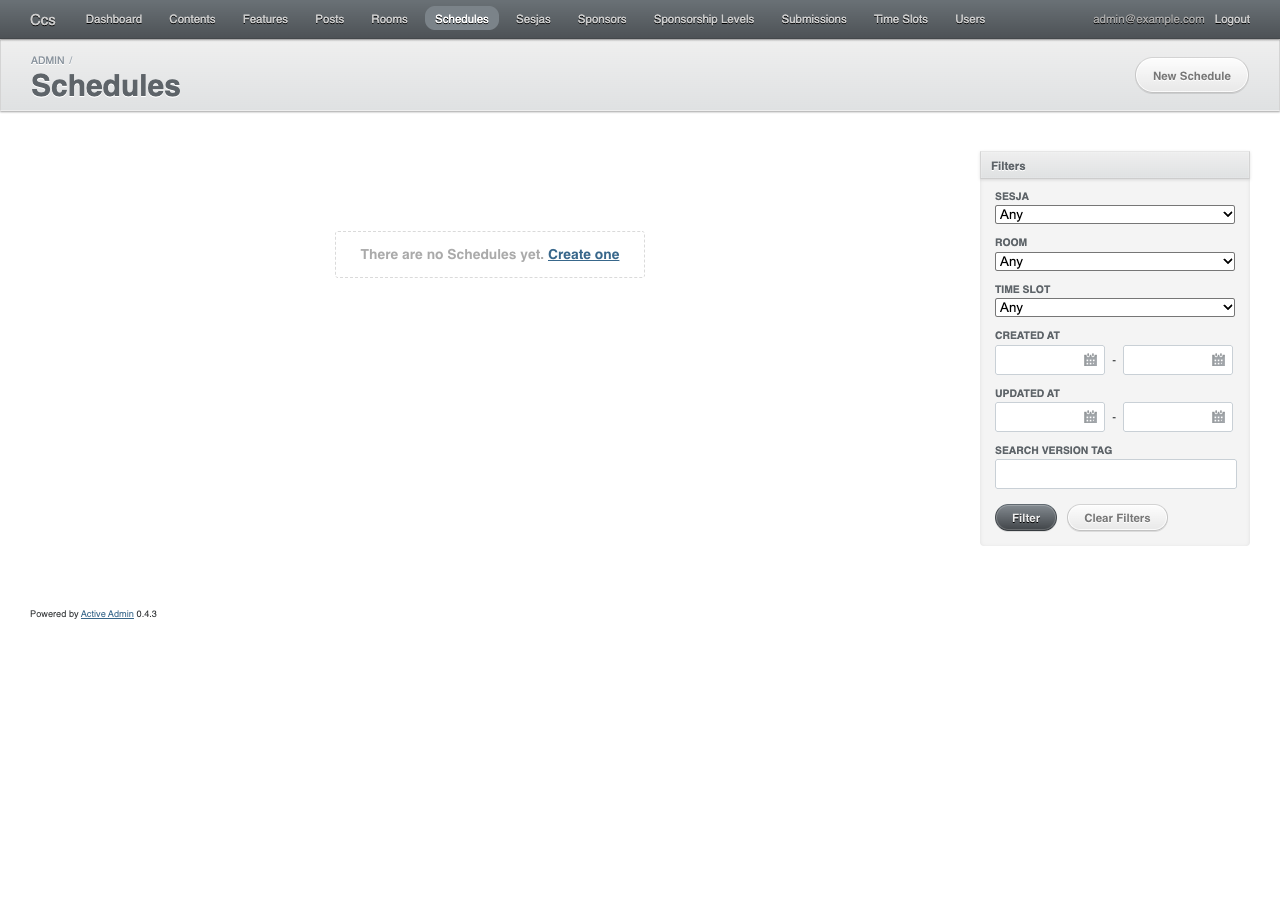 Ccs Dashboard Contents Features Posts Rooms Schedules Sesjas Sponsors Sponsorship Levels Submissions Time Slots Users admin@example.com Logout
ADMIN /
Schedules
New Schedule
There are no Schedules yet. Create one
Filters
SESJA
Any
ROOM
Any
TIME SLOT
Any
CREATED AT
-
UPDATED AT
-
SEARCH VERSION TAG
Filter Clear Filters
Powered by Active Admin 0.4.3